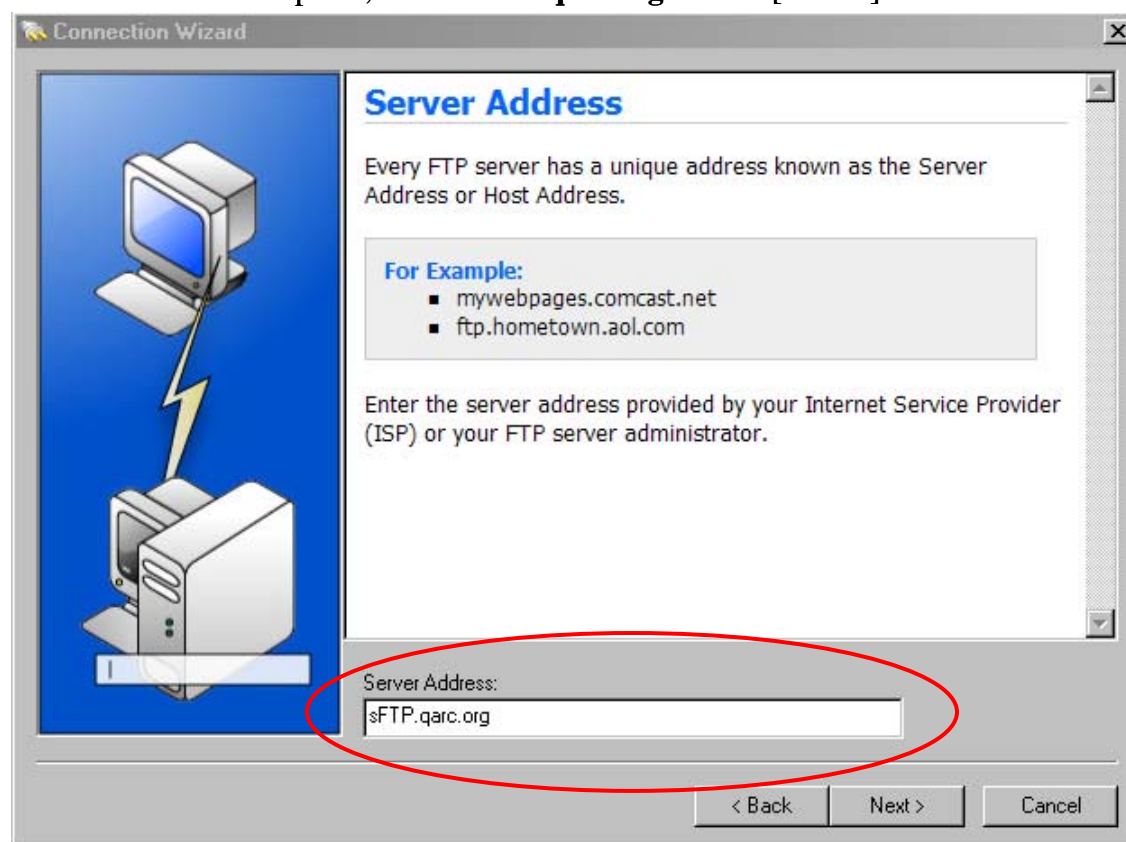 Connection Wizard
Server Address
Every FTP server has a unique address known as the Server
Address or Host Address.
For Example:
mywebpages.comcast.net
ftp.hometown.aol.com
Enter the server address provided by your Internet Service Provider
(ISP) or your FTP server administrator.
Server Address:
sFTP.qarc.org
< Back Next > Cancel